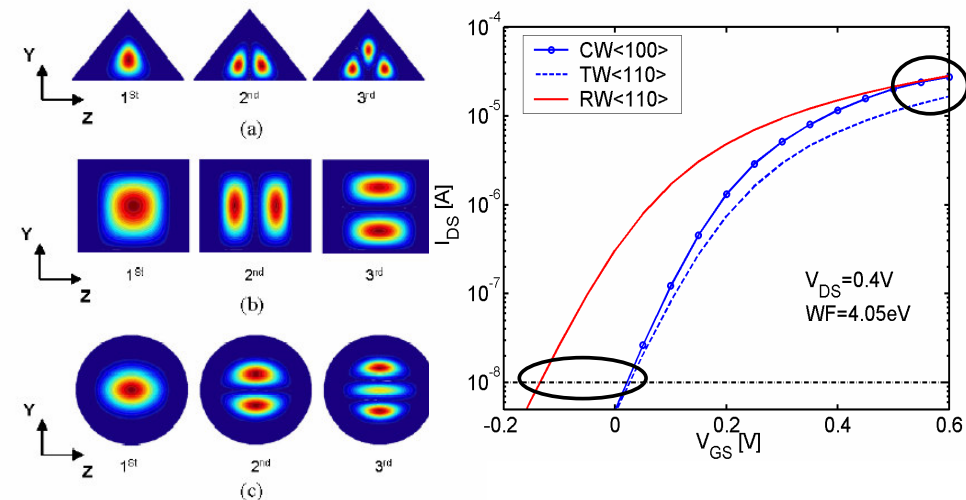 Y
Z
1St
2nd
3rd
(a)
Y
Z
1St
2nd
3rd
(b)
Y
Z
1St
2nd
3rd
(c)
CW<100>
TW<110>
RW<110>
10-4
10-5
10-6
10-7
10-8
IDS [A]
VDS=0.4V
WF=4.05eV
-0.2 0 0.2 0.4 0.6
VGS [V]